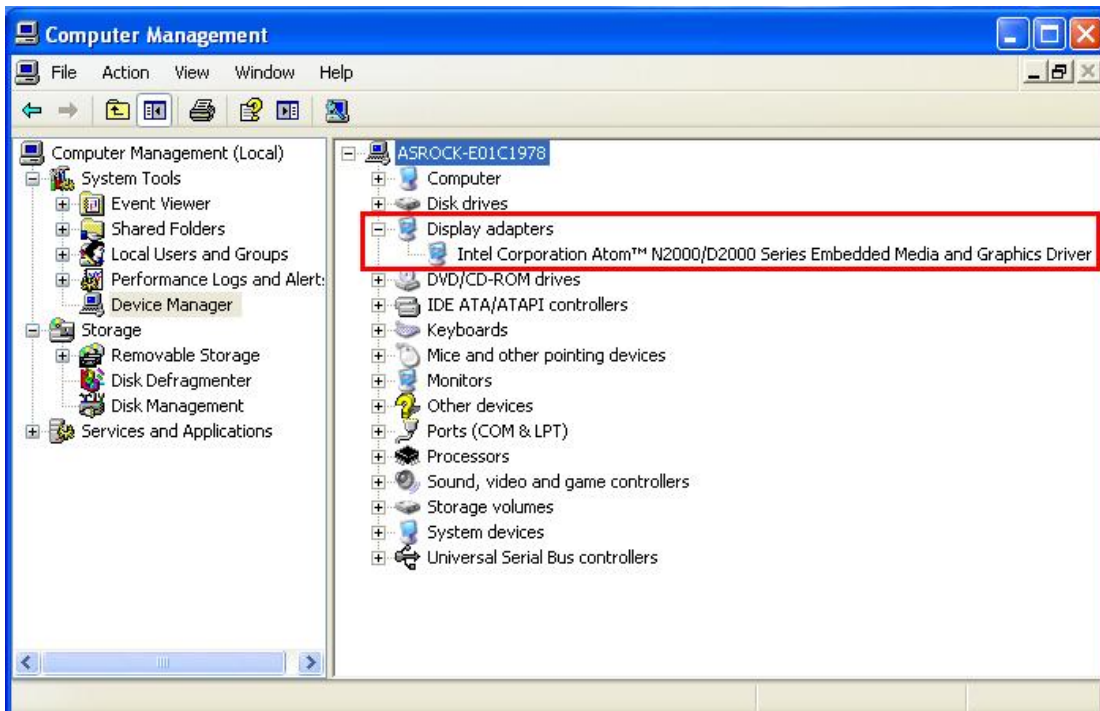 Computer Management
File Action View Window Help
Computer Management (Local)
System Tools
Event Viewer
Shared Folders
Local Users and Groups
Performance Logs and Alert
Device Manager
Storage
Removable Storage
Disk Defragmenter
Disk Management
Services and Applications
ASROCK-E01C1978
Computer
Disk drives
Display adapters
Intel Corporation Atom™ N2000/D2000 Series Embedded Media and Graphics Driver
DVD/CD-ROM drives
IDE ATA/ATAPI controllers
Keyboards
Mice and other pointing devices
Monitors
Other devices
Ports (COM & LPT)
Processors
Sound, video and game controllers
Storage volumes
System devices
Universal Serial Bus controllers